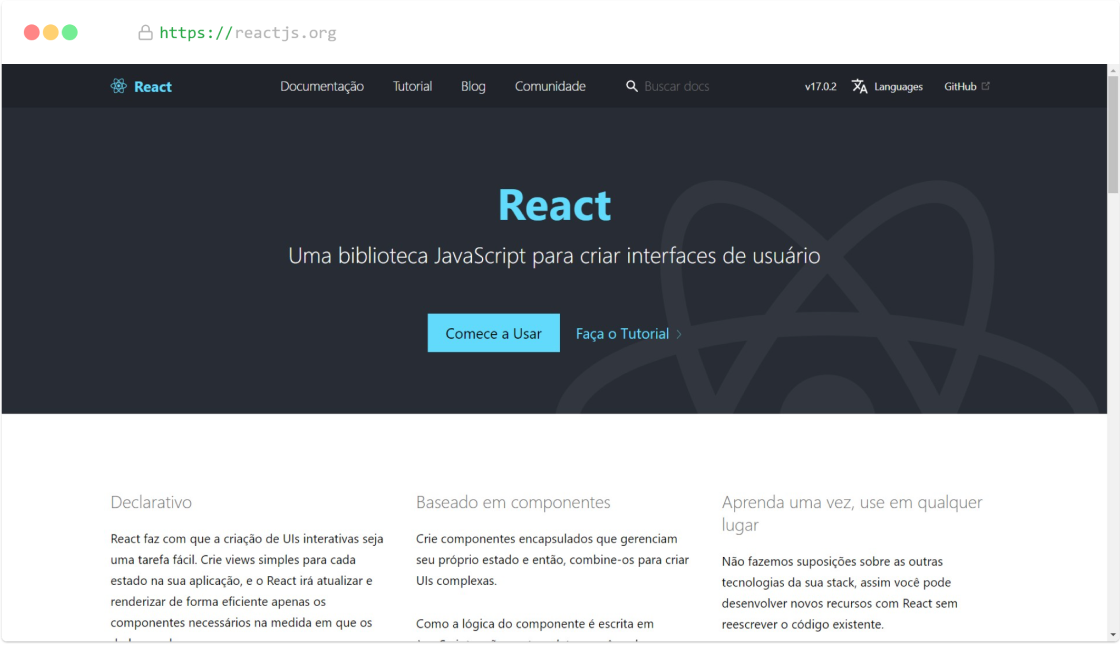 https://reactjs.org
React Documentação Tutorial Blog Comunidade Buscar docs v17.0.2 Languages GitHub
React
Uma biblioteca JavaScript para criar interfaces de usuário
Comece a Usar Faça o Tutorial
Declarativo
React faz com que a criação de UIs interativas seja
uma tarefa fácil. Crie views simples para cada
estado na sua aplicação, e o React irá atualizar e
renderizar de forma eficiente apenas os
componentes necessários na medida em que os
Baseado em componentes
Crie componentes encapsulados que gerenciam
seu próprio estado e então, combine-os para criar
UIs complexas.
Como a lógica do componente é escrita em
Aprenda uma vez, use em qualquer
lugar
Não fazemos suposições sobre as outras
tecnologias da sua stack, assim você pode
desenvolver novos recursos com React sem
reescrever o código existente.